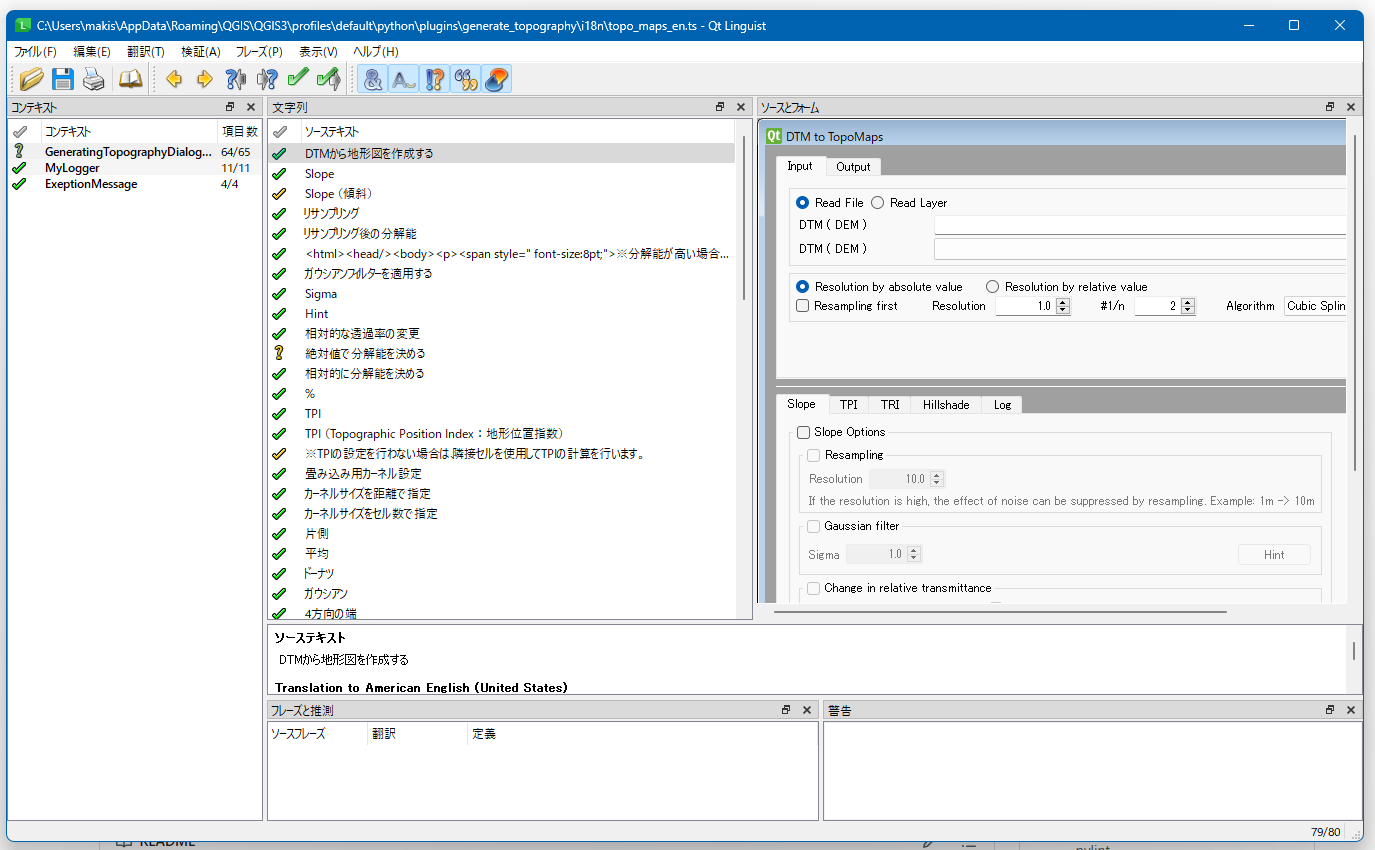 C:\Users\makis\AppData\Roaming\QGIS\QGIS3\profiles\default\python\plugins\generate_topography\i18n\topo_maps_en.ts - Qt Linguist
ファイル(F) 編集(E) 翻訳(T) 検証(A) フレーズ(P) 表示(V) ヘルプ(H)
コンテキスト
コンテキスト 項目数
GeneratingTopographyDialog... 64/65
MyLogger 11/11
ExeptionMessage 4/4
文字列
ソーステキスト
DTMから地形図を作成する
Slope
Slope (傾斜)
リサンプリング
リサンプリング後の分解能
<html><head/><body><p><span style=" font-size:8pt;">※分解能が高い場合...
ガウシアンフィルターを適用する
Sigma
Hint
相対的な透過率の変更
絶対値で分解能を決める
相対的に分解能を決める
%
TPI
TPI (Topographic Position Index：地形位置指数)
※TPIの設定を行わない場合は、隣接セルを使用してTPIの計算を行います。
畳み込み用カーネル設定
カーネルサイズを距離で指定
カーネルサイズをセル数で指定
片側
平均
ドーナツ
ガウシアン
4方向の端
ソースとフォーム
DTM to TopoMaps
Input Output
Read File Read Layer
DTM ( DEM )
DTM ( DEM )
Resolution by absolute value Resolution by relative value
Resampling first Resolution 1.0 #1/n 2 Algorithm Cubic Splin
Slope TPI TRI Hillshade Log
Slope Options
Resampling
Resolution 10.0
If the resolution is high, the effect of noise can be suppressed by resampling. Example: 1m -> 10m
Gaussian filter
Sigma 1.0 Hint
Change in relative transmittance
ソーステキスト
DTMから地形図を作成する
Translation to American English (United States)
フレーズと推測
ソースフレーズ 翻訳 定義
警告
79/80
README
pylint